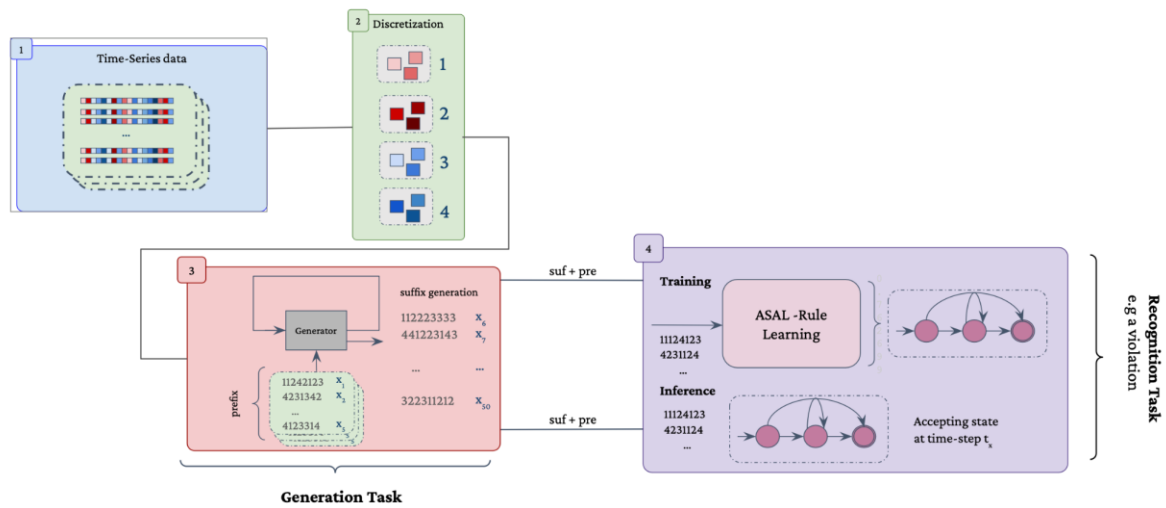 1
Time-Series data
...
2
Discretization
1
2
3
4
3
suffix generation
Generator
112223333 x6
441223143 x7
... ...
322311212 x50
prefix
11242123 x1
4231342 x2
...
4123314 x5
Generation Task
suf + pre
suf + pre
4
Training
11124123
4231124
...
ASAL -Rule
Learning
Inference
11124123
4231124
...
Accepting state
at time-step ts
Recognition Task
e.g a violation